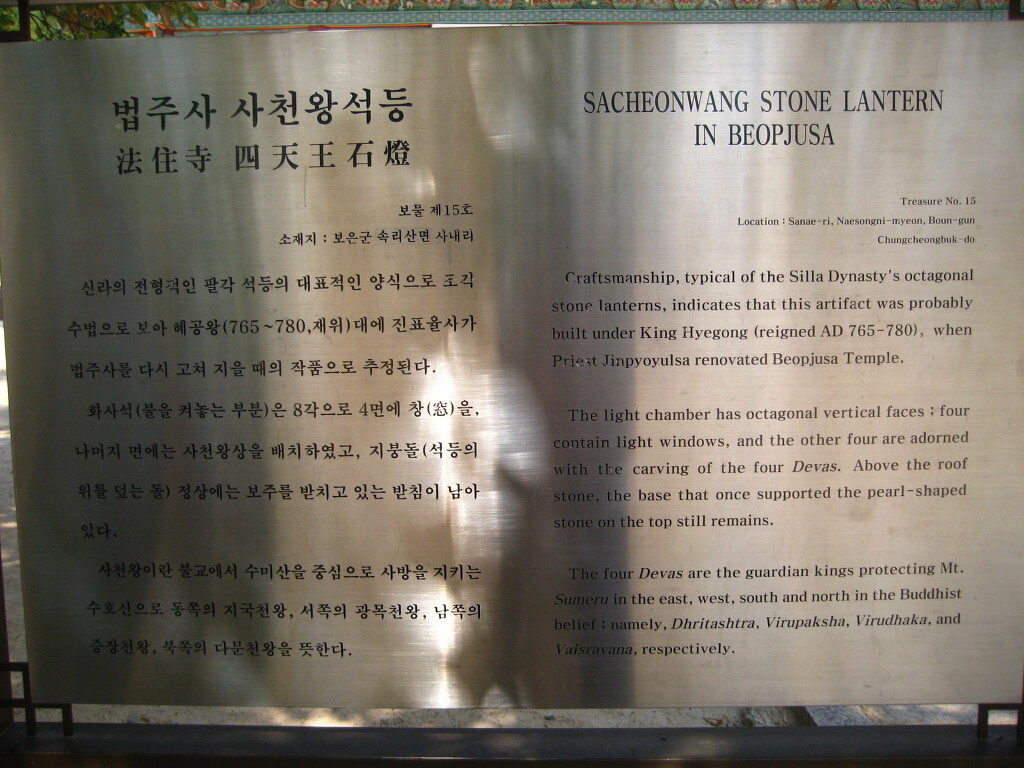 법주사 사천왕석등
法住寺 四天王石燈
보물 제15호
소재지 : 보은군 속리산면 사내리
신라의 전형적인 팔각 석등의 대표적인 양식으로 조각
수법으로 보아 혜공왕(765~780,재위)대에 진표율사가
법주사를 다시 고쳐 지을 때의 작품으로 추정된다.
화사석(불을 켜놓는 부분)은 8각으로 4면에 창(窓)을,
나머지 면에는 사천왕상을 배치하였고, 지붕돌(석등의
위를 덮는 돌) 정상에는 보주를 받치고 있는 받침이 남아
있다.
사천왕이란 불교에서 수미산을 중심으로 사방을 지키는
수호신으로 동쪽의 지국천왕, 서쪽의 광목천왕, 남쪽의
증장천왕, 북쪽의 다문천왕을 뜻한다.
SACHEONWANG STONE LANTERN
IN BEOPJUSA
Treasure No. 15
Location : Sanae-ri, Naesongni-myeon, Boun-gun
Chungcheongbuk-do
Craftsmanship, typical of the Silla Dynasty's octagonal
stone lanterns, indicates that this artifact was probably
built under King Hyegong (reigned AD 765-780), when
Priest Jinpyoyulsa renovated Beopjusa Temple.
The light chamber has octagonal vertical faces ; four
contain light windows, and the other four are adorned
with the carving of the four Devas. Above the roof
stone, the base that once supported the pearl-shaped
stone on the top still remains.
The four Devas are the guardian kings protecting Mt.
Sumeru in the east, west, south and north in the Buddhist
belief ; namely, Dhritashtra, Virupaksha, Virudhaka, and
Vaisravana, respectively.